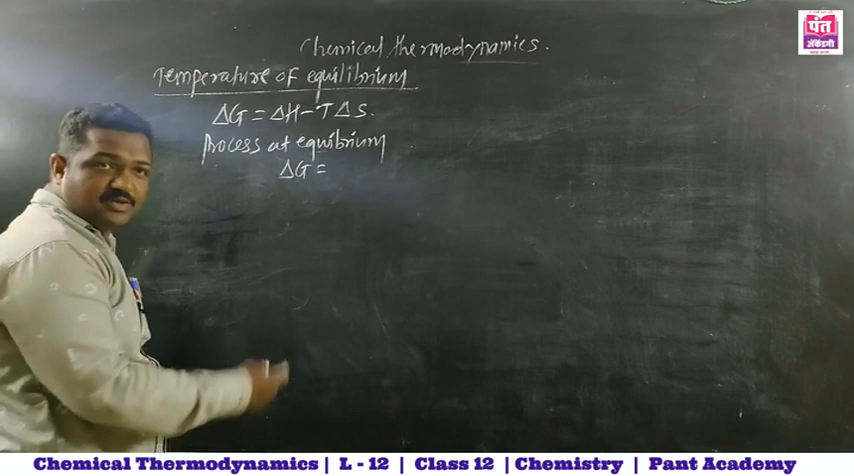 Chemical thermodynamics.
पंत
अ‍ॅकॅडमी
Temperature of equilibrium
ΔG = ΔH - TΔS.
Process at equilibrium
ΔG =
Chemical Thermodynamics | L - 12 | Class 12 | Chemistry | Pant Academy